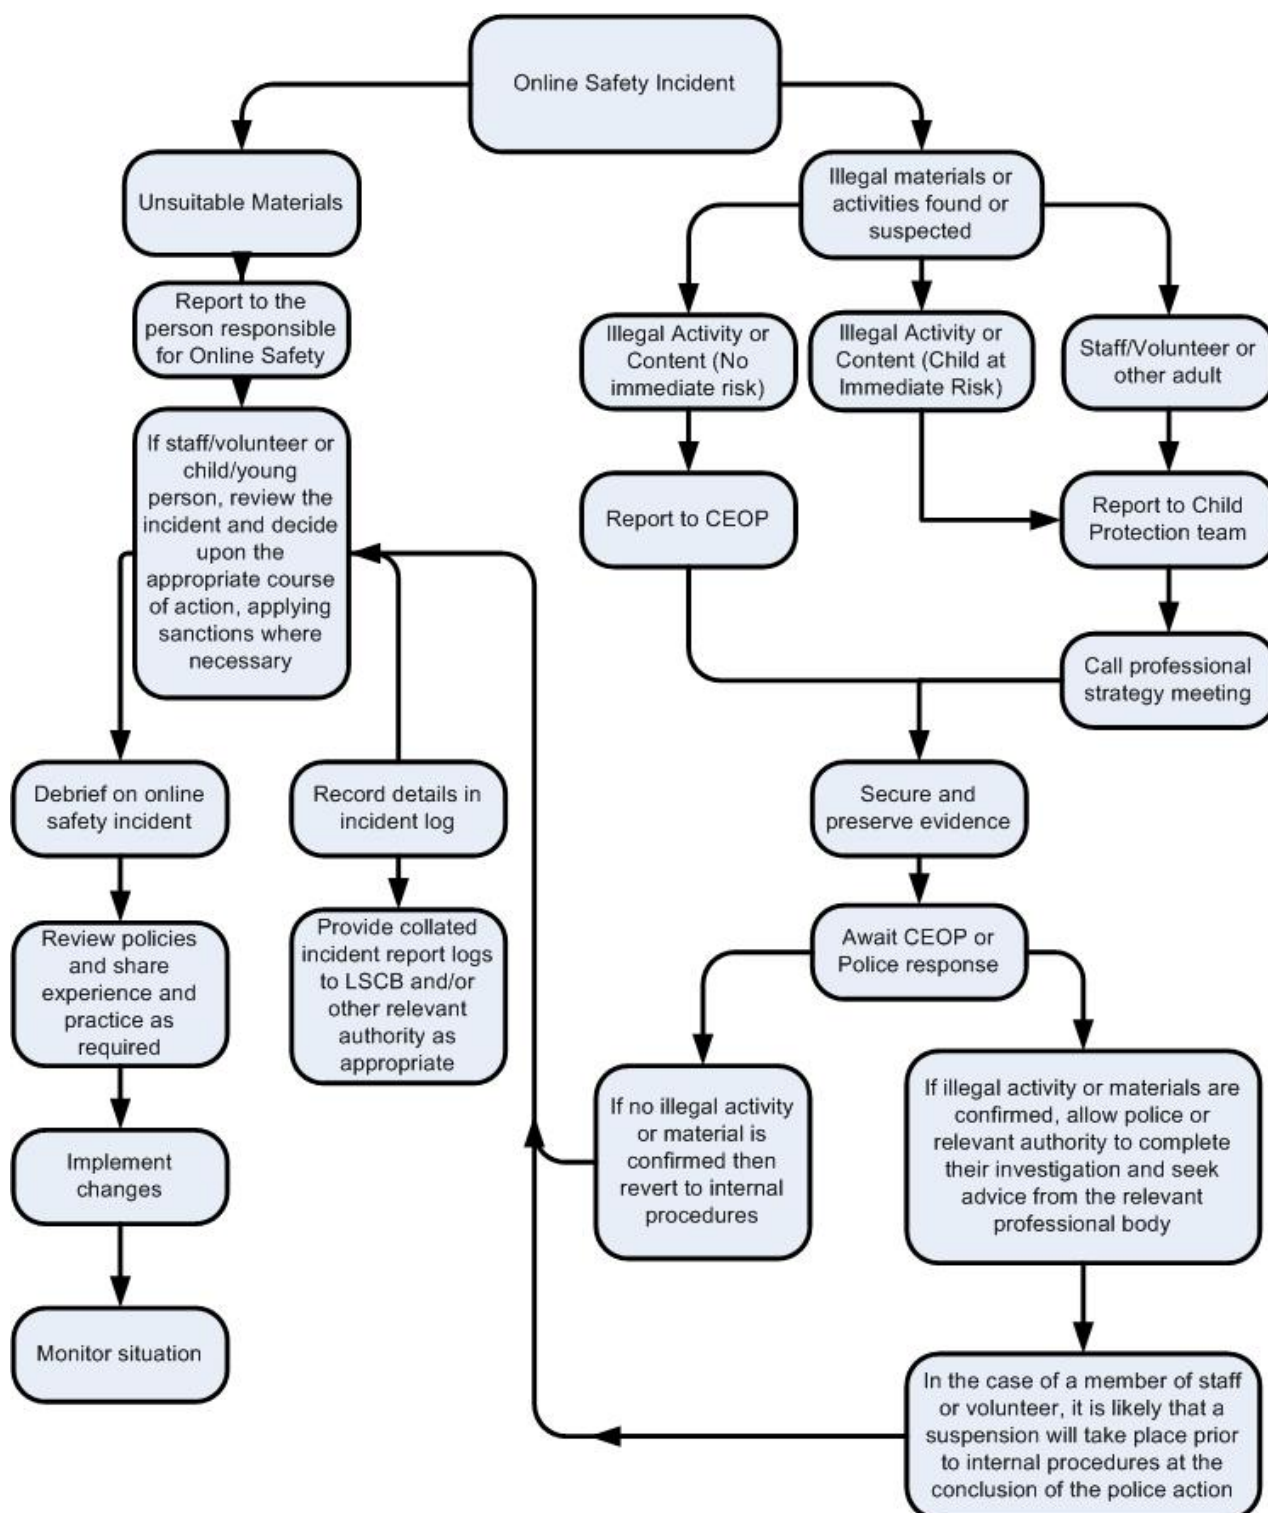 Online Safety Incident
Unsuitable Materials
Illegal materials or
activities found or
suspected
Report to the
person responsible
for Online Safety
Illegal Activity or
Content (No
immediate risk)
Illegal Activity or
Content (Child at
Immediate Risk)
Staff/Volunteer or
other adult
If staff/volunteer or
child/young
person, review the
incident and decide
upon the
appropriate course
of action, applying
sanctions where
necessary
Report to CEOP
Report to Child
Protection team
Call professional
strategy meeting
Debrief on online
safety incident
Record details in
incident log
Secure and
preserve evidence
Review policies
and share
experience and
practice as
required
Provide collated
incident report logs
to LSCB and/or
other relevant
authority as
appropriate
Await CEOP or
Police response
If no illegal activity
or material is
confirmed then
revert to internal
procedures
If illegal activity or materials are
confirmed, allow police or
relevant authority to complete
their investigation and seek
advice from the relevant
professional body
Implement
changes
Monitor situation
In the case of a member of staff
or volunteer, it is likely that a
suspension will take place prior
to internal procedures at the
conclusion of the police action